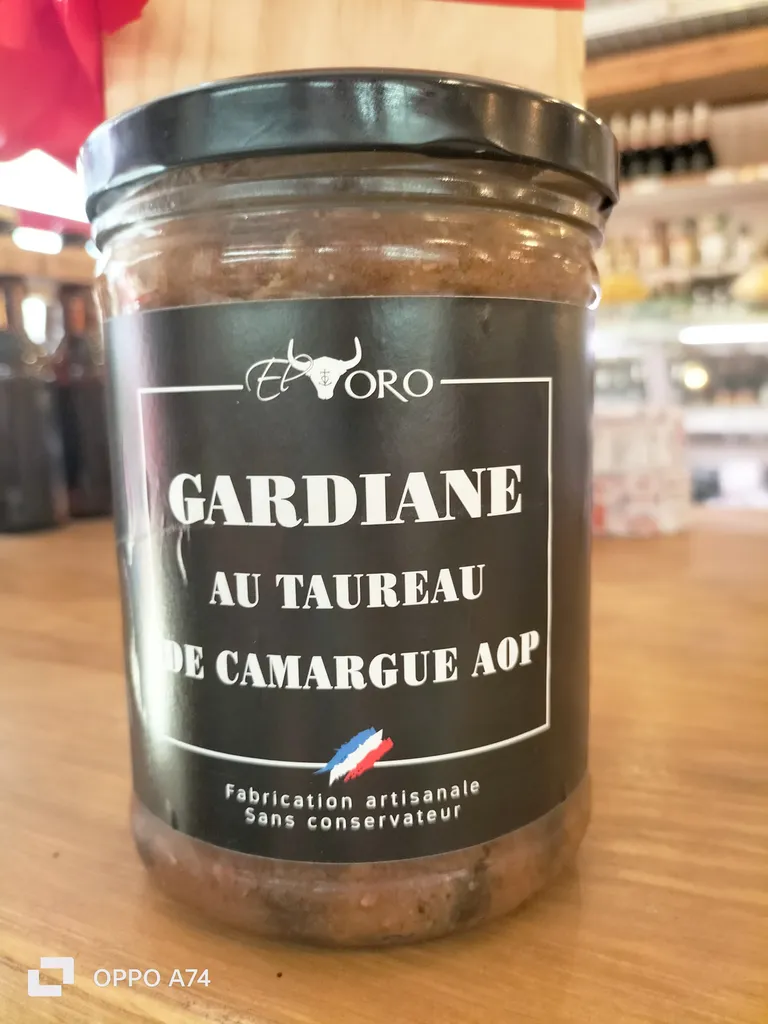 El TORO
GARDIANE
AU TAUREAU
DE CAMARGUE AOP
Fabrication artisanale
Sans conservateur
OPPO A74